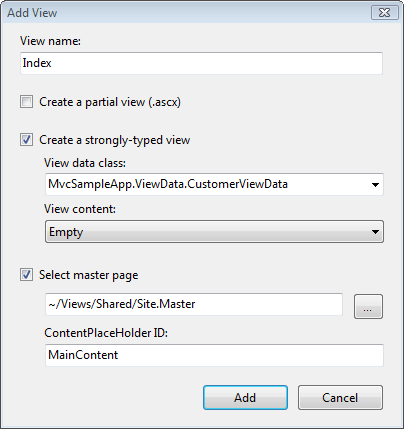 Add View
View name:
Index
Create a partial view (.ascx)
Create a strongly-typed view
View data class:
MvcSampleApp.ViewData.CustomerViewData
View content:
Empty
Select master page
~/Views/Shared/Site.Master
...
ContentPlaceHolder ID:
MainContent
Add Cancel